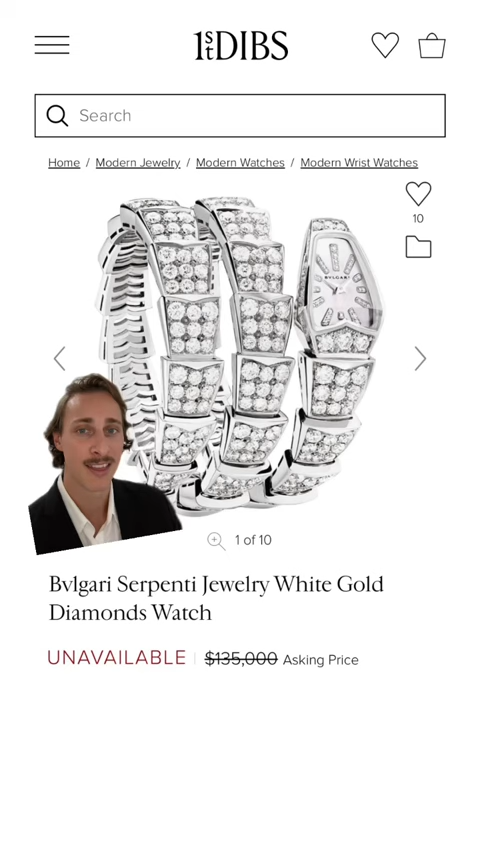 1stDIBS
Search
Home / Modern Jewelry / Modern Watches / Modern Wrist Watches
10
BVLGARI
1 of 10
Bvlgari Serpenti Jewelry White Gold
Diamonds Watch
UNAVAILABLE $135,000 Asking Price